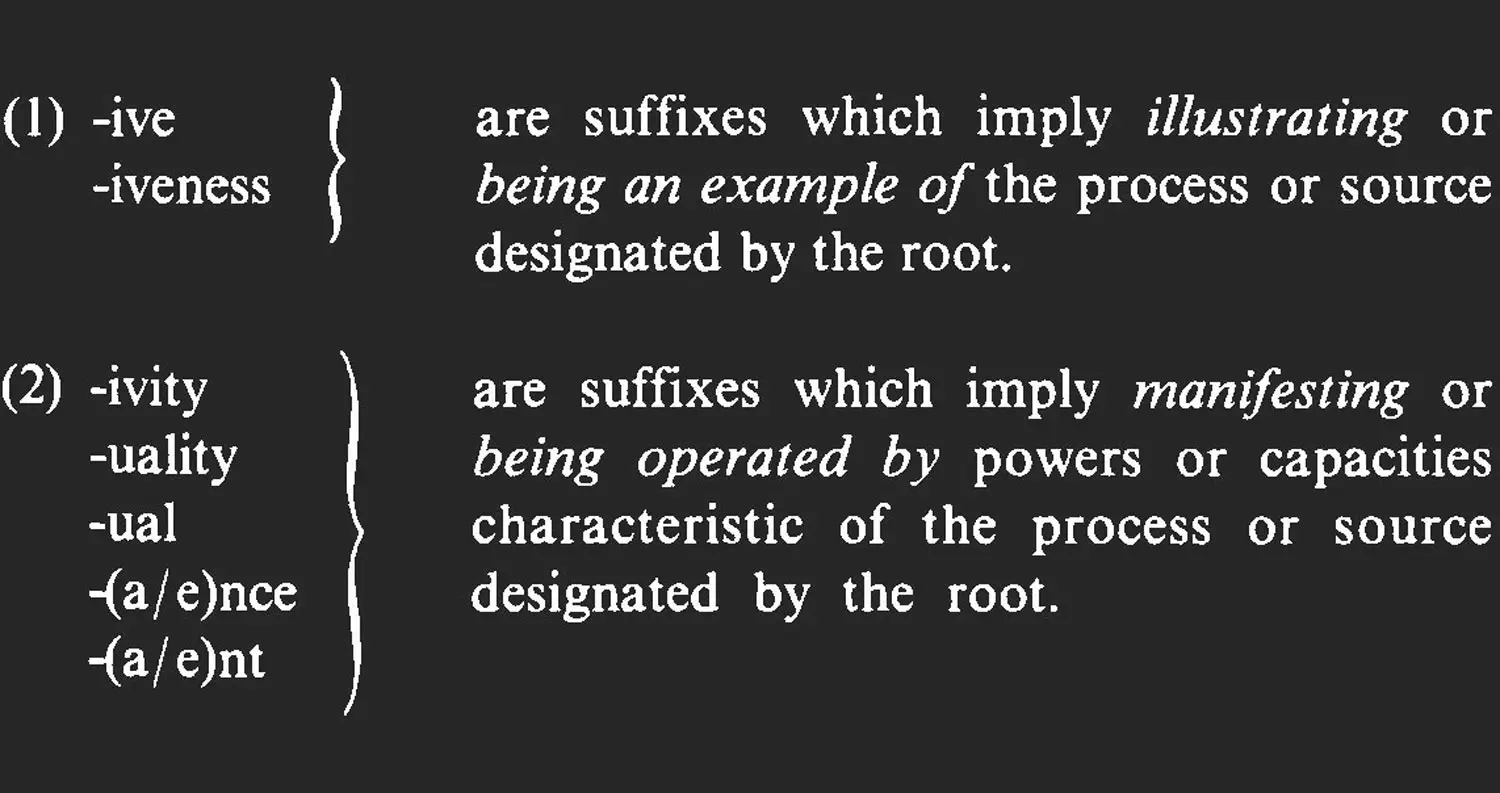 (1) -ive are suffixes which imply illustrating or
-iveness being an example of the process or source
designated by the root.
(2) -ivity are suffixes which imply manifesting or
-uality being operated by powers or capacities
-ual characteristic of the process or source
-(a/e)nce designated by the root.
-(a/e)nt